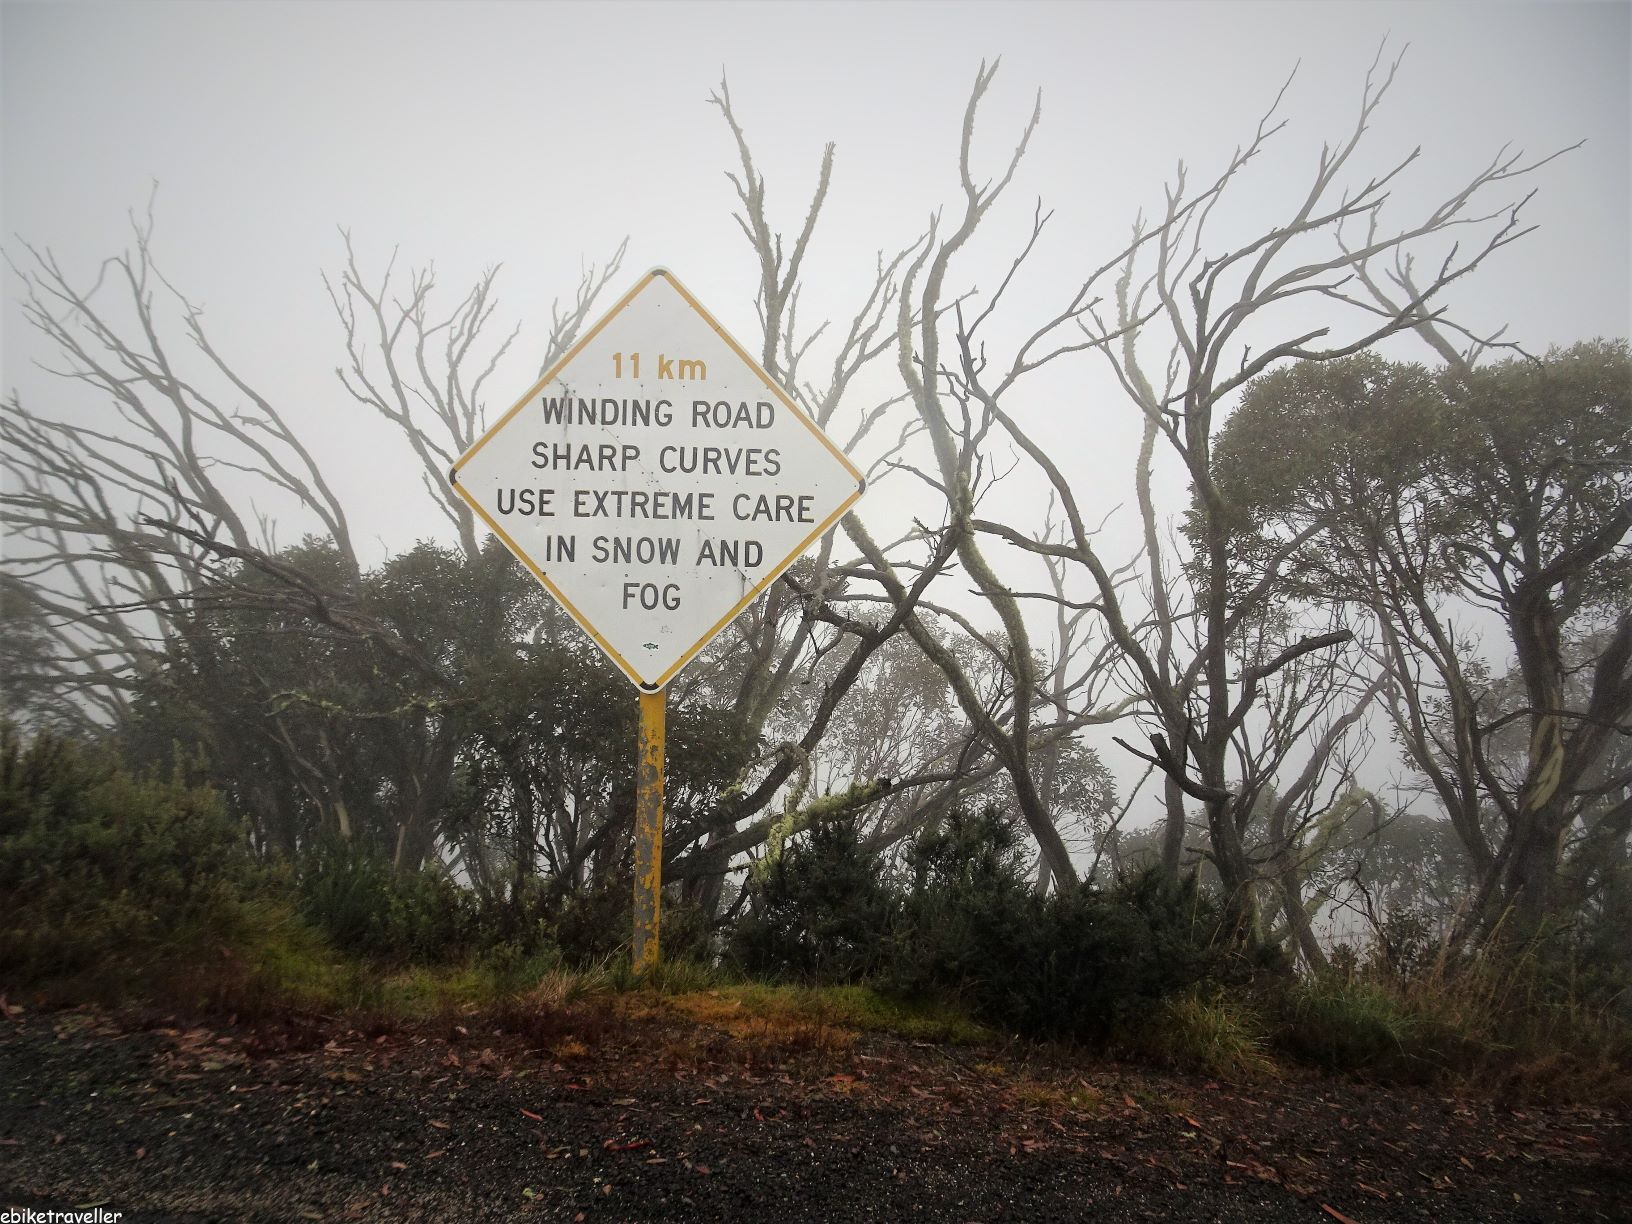 11 km
WINDING ROAD
SHARP CURVES
USE EXTREME CARE
IN SNOW AND
FOG
ebiketraveller